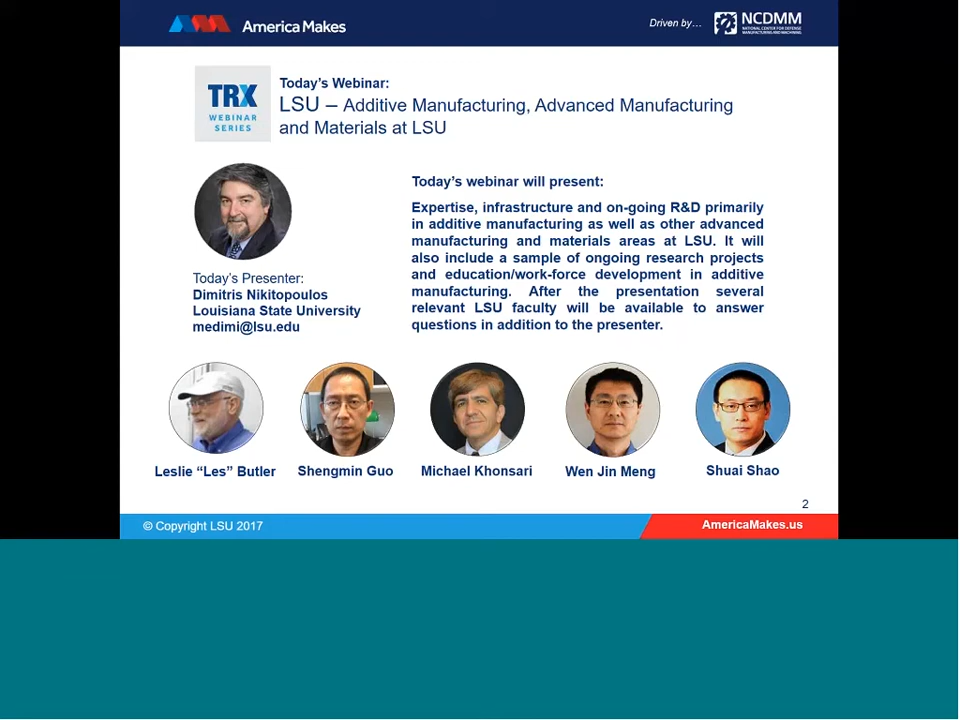 America Makes
Driven by...
NCDMM
NATIONAL CENTER FOR DEFENSE
MANUFACTURING AND MACHINING
TRX
WEBINAR
SERIES
Today's Webinar:
LSU – Additive Manufacturing, Advanced Manufacturing
and Materials at LSU
Today's Presenter:
Dimitris Nikitopoulos
Louisiana State University
medimi@lsu.edu
Today's webinar will present:
Expertise, infrastructure and on-going R&D primarily
in additive manufacturing as well as other advanced
manufacturing and materials areas at LSU. It will
also include a sample of ongoing research projects
and education/work-force development in additive
manufacturing. After the presentation several
relevant LSU faculty will be available to answer
questions in addition to the presenter.
Leslie “Les” Butler
Shengmin Guo
Michael Khonsari
Wen Jin Meng
Shuai Shao
2
© Copyright LSU 2017
AmericaMakes.us